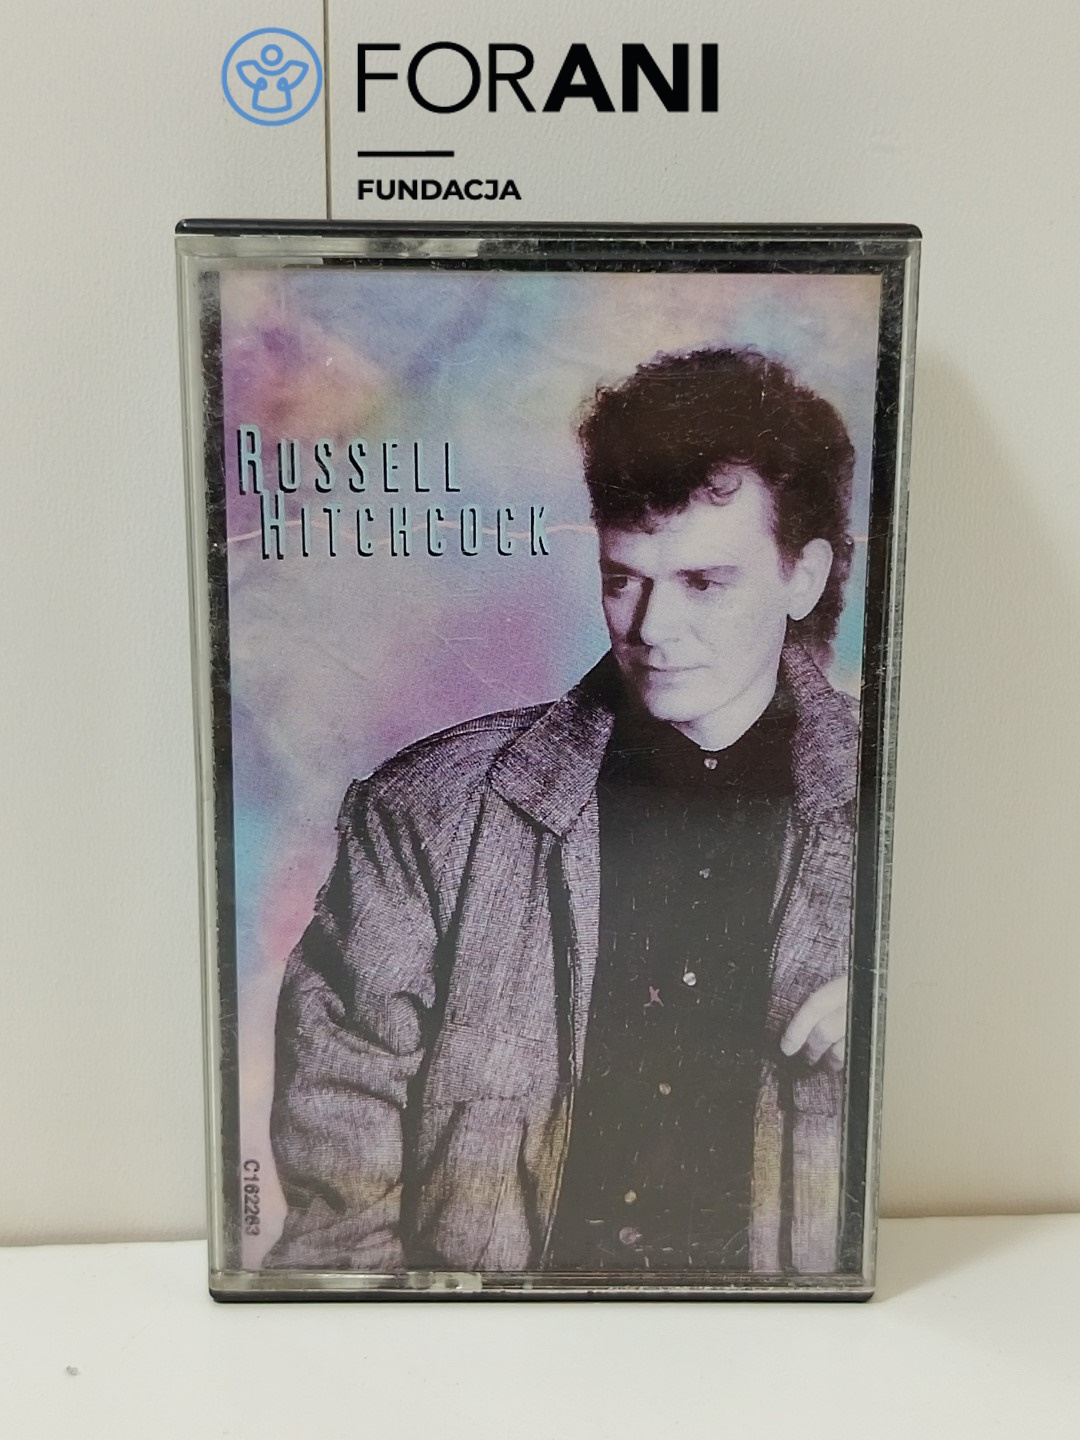 FORANI
FUNDACJA
RUSSELL
HITCHCOCK
C162263